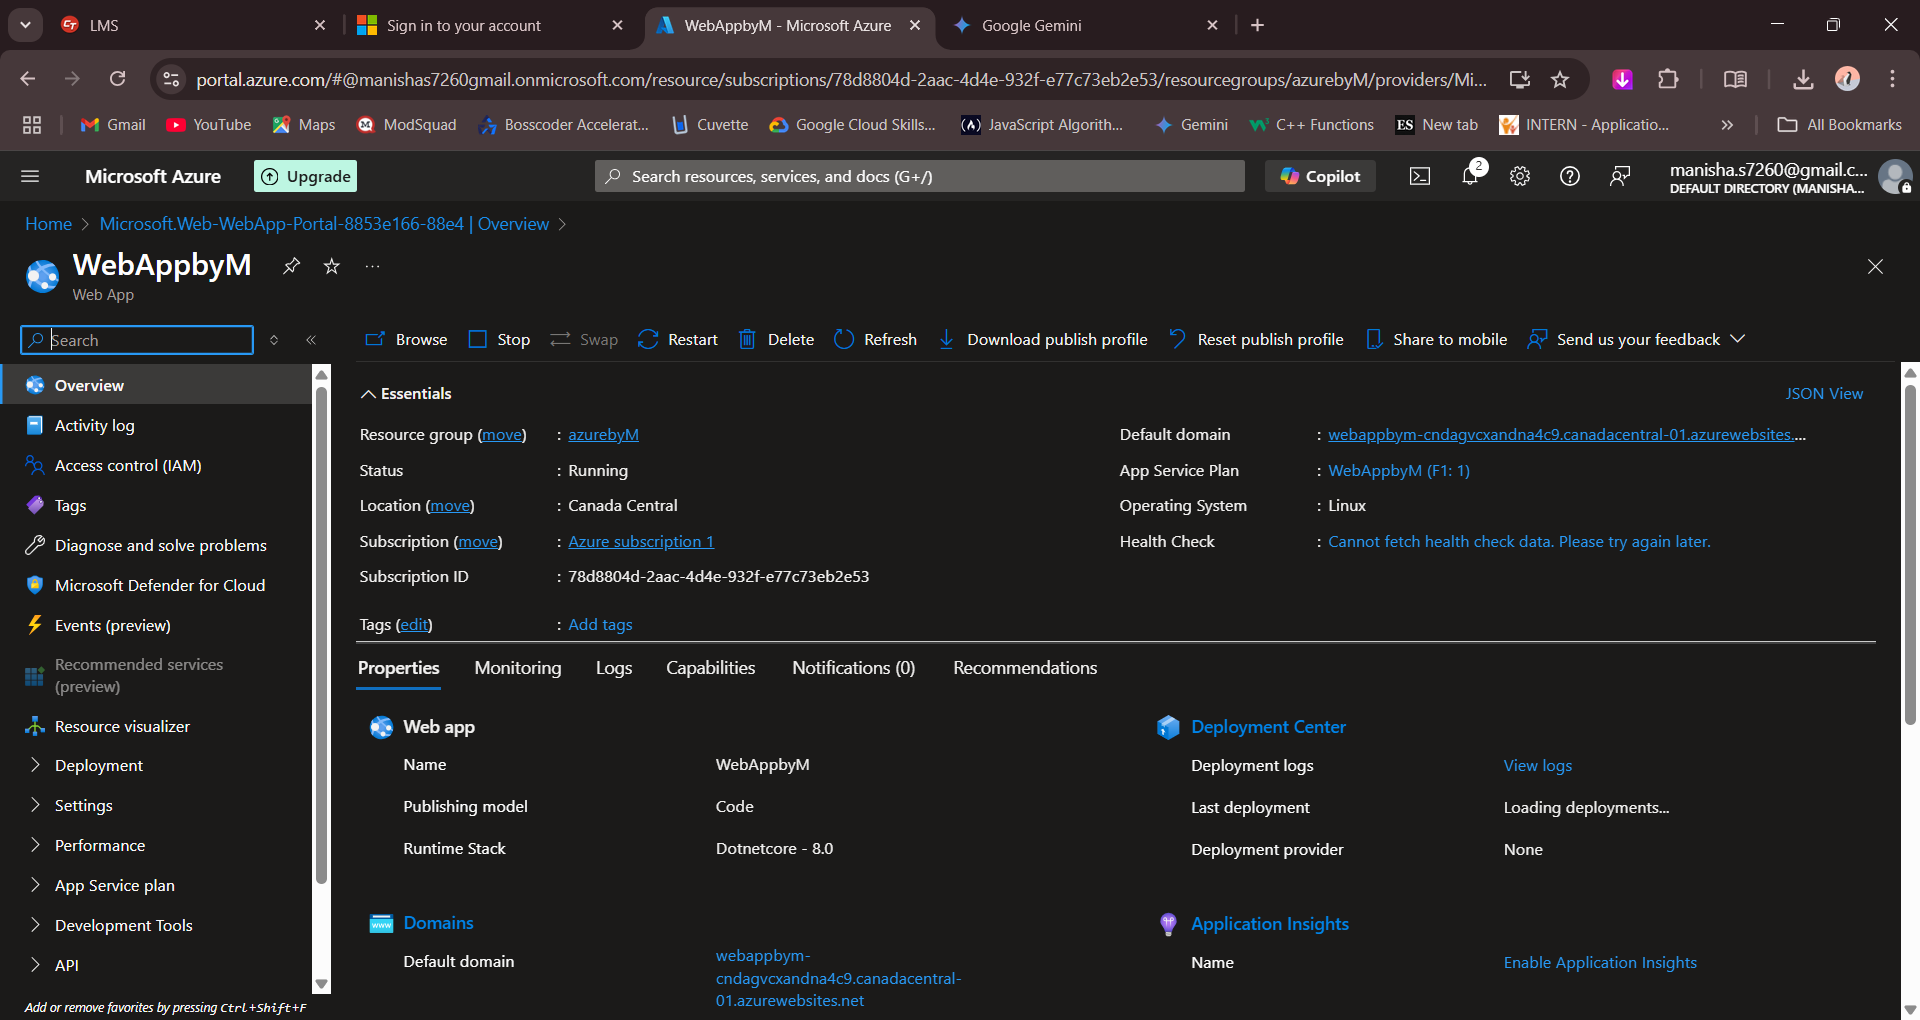 LMS
Sign in to your account
WebAppbyM - Microsoft Azure
Google Gemini
portal.azure.com/#@manishas7260gmail.onmicrosoft.com/resource/subscriptions/78d8804d-2aac-4d4e-932f-e77c73eb2e53/resourcegroups/azurebyM/providers/Mi...
Gmail
YouTube
Maps
ModSquad
Bosscoder Accelerat...
Cuvette
Google Cloud Skills...
JavaScript Algorith...
Gemini
C++ Functions
ES New tab
INTERN - Applicatio...
All Bookmarks
Microsoft Azure
Upgrade
Search resources, services, and docs (G+/)
Copilot
2
manisha.s7260@gmail.c...
DEFAULT DIRECTORY (MANISHA...
Home > Microsoft.Web-WebApp-Portal-8853e166-88e4 | Overview >
WebAppbyM
...
Web App
Search
Browse
Stop
Swap
Restart
Delete
Refresh
Download publish profile
Reset publish profile
Share to mobile
Send us your feedback
Overview
Activity log
Access control (IAM)
Tags
Diagnose and solve problems
Microsoft Defender for Cloud
Events (preview)
Recommended services
(preview)
Resource visualizer
Deployment
Settings
Performance
App Service plan
Development Tools
API
Add or remove favorites by pressing Ctrl+Shift+F
Essentials
JSON View
Resource group (move) : azurebyM
Status : Running
Location (move) : Canada Central
Subscription (move) : Azure subscription 1
Subscription ID : 78d8804d-2aac-4d4e-932f-e77c73eb2e53
Default domain : webappbym-cndagvcxandna4c9.canadacentral-01.azurewebsites....
App Service Plan : WebAppbyM (F1: 1)
Operating System : Linux
Health Check : Cannot fetch health check data. Please try again later.
Tags (edit) : Add tags
Properties
Monitoring
Logs
Capabilities
Notifications (0)
Recommendations
Web app
Name WebAppbyM
Publishing model Code
Runtime Stack Dotnetcore - 8.0
Deployment Center
Deployment logs View logs
Last deployment Loading deployments...
Deployment provider None
www Domains
Default domain webappbym-
cndagvcxandna4c9.canadacentral-
01.azurewebsites.net
Application Insights
Name Enable Application Insights